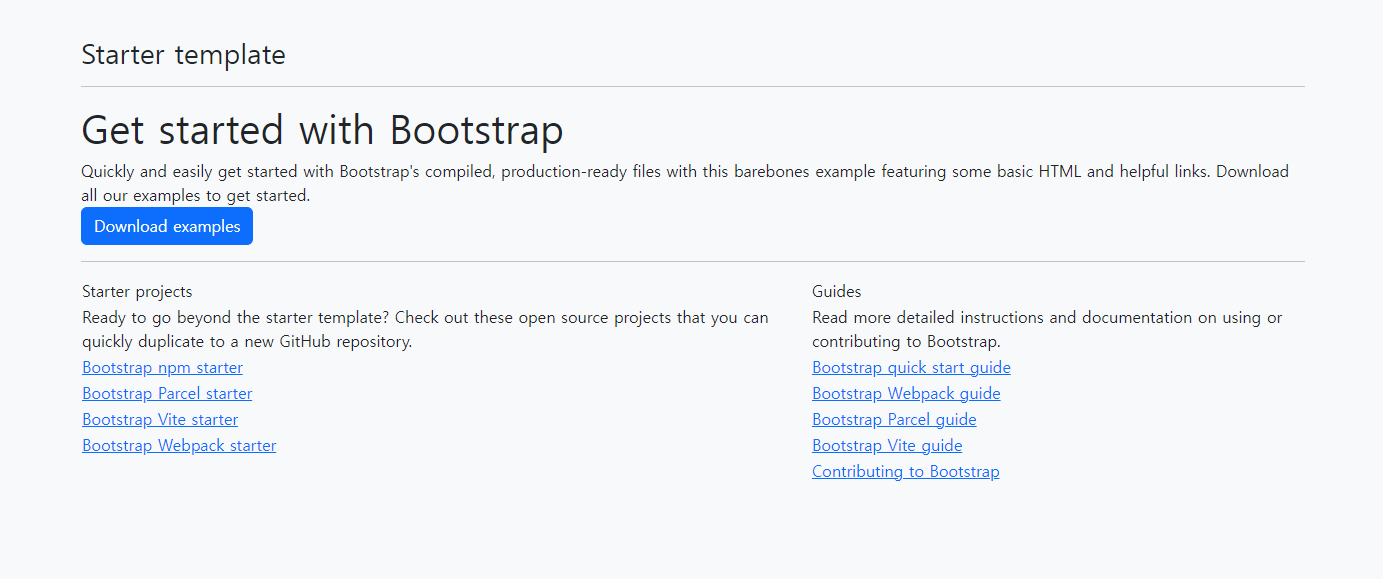 Starter template
Get started with Bootstrap
Quickly and easily get started with Bootstrap's compiled, production-ready files with this barebones example featuring some basic HTML and helpful links. Download
all our examples to get started.
Download examples
Starter projects
Ready to go beyond the starter template? Check out these open source projects that you can
quickly duplicate to a new GitHub repository.
Bootstrap npm starter
Bootstrap Parcel starter
Bootstrap Vite starter
Bootstrap Webpack starter
Guides
Read more detailed instructions and documentation on using or
contributing to Bootstrap.
Bootstrap quick start guide
Bootstrap Webpack guide
Bootstrap Parcel guide
Bootstrap Vite guide
Contributing to Bootstrap